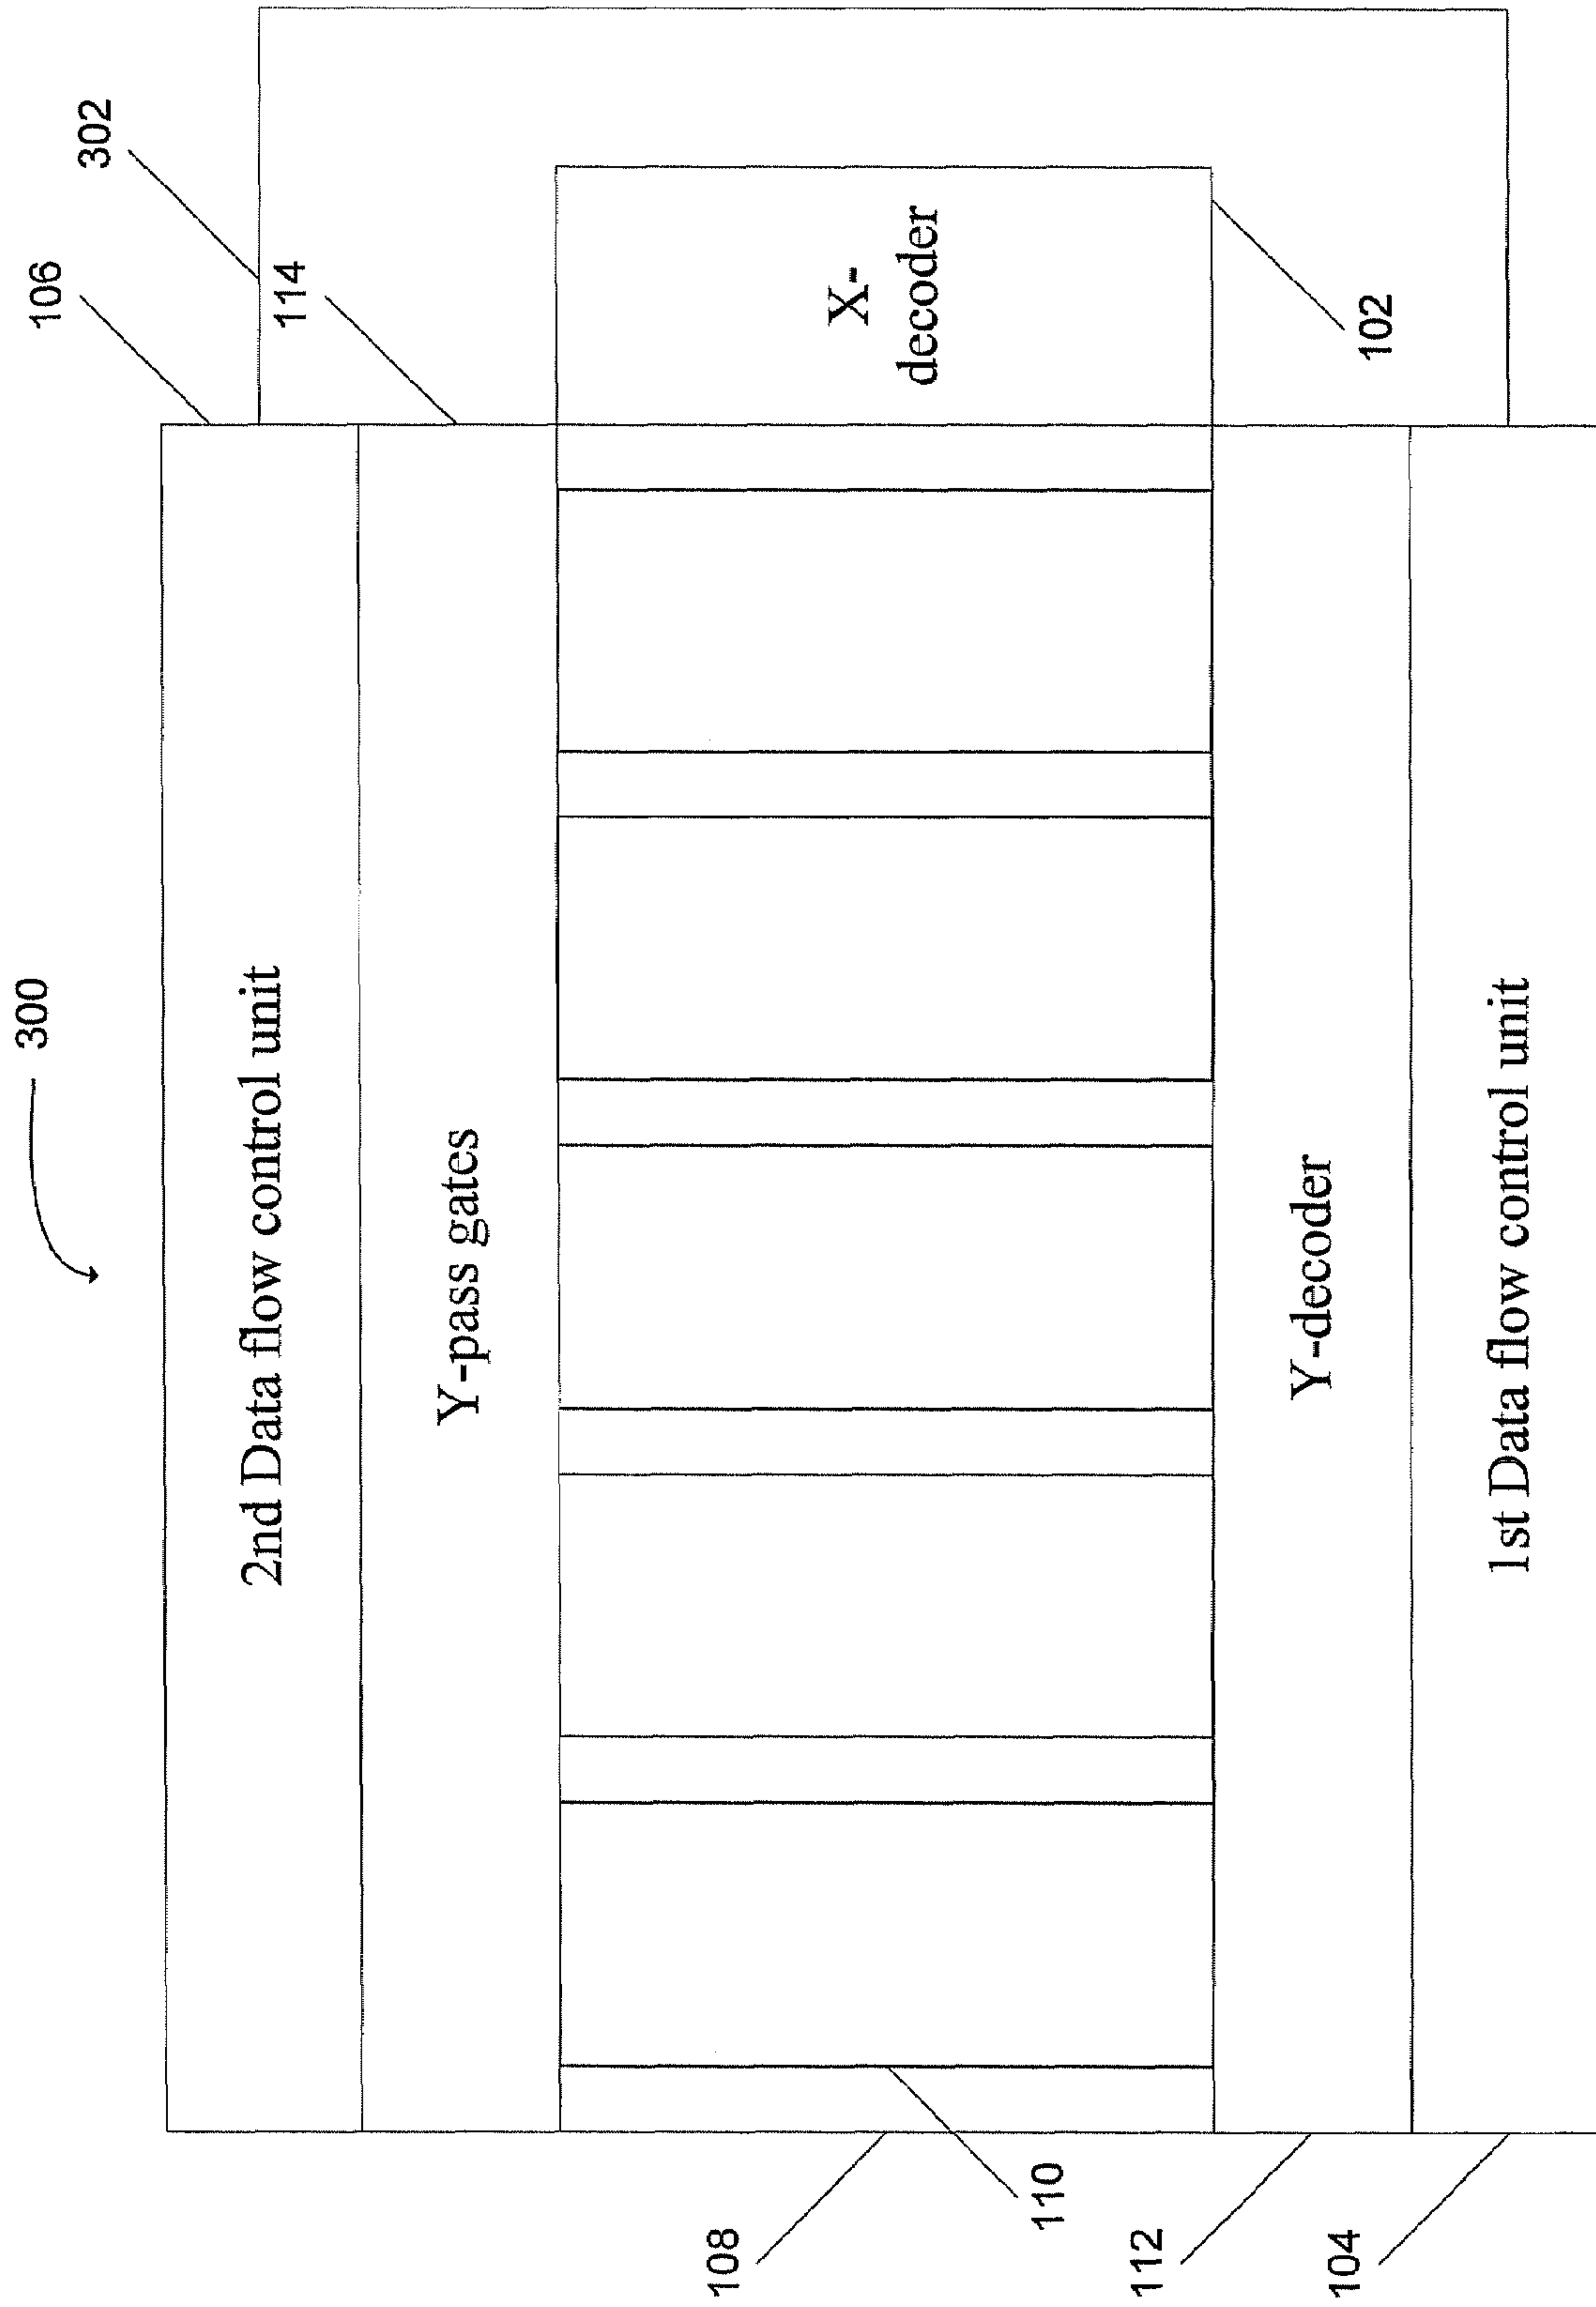 300
106
302
2nd Data flow control unit
114
Y-pass gates
108
X-
decoder
110
112
Y-decoder
104
102
1st Data flow control unit